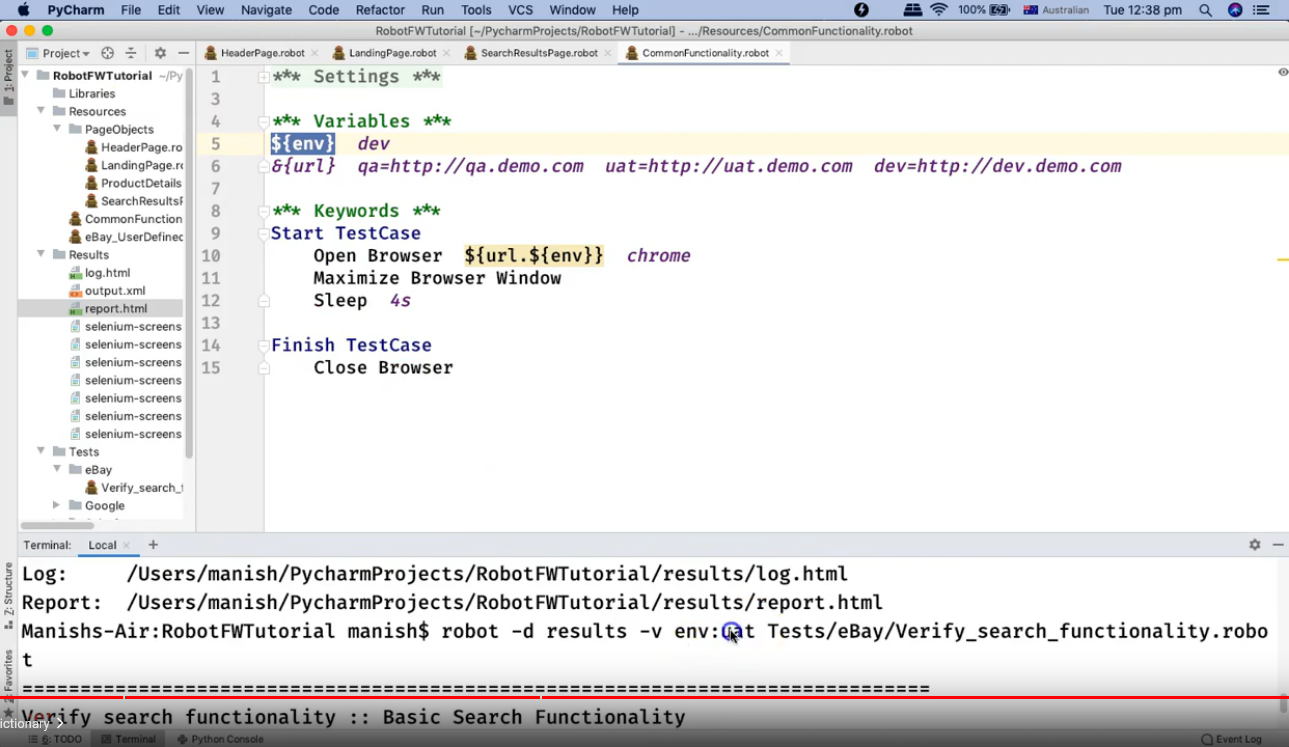 PyCharm File Edit View Navigate Code Refactor Run Tools VCS Window Help 100% Australian Tue 12:38 pm
RobotFWTutorial [~/PycharmProjects/RobotFWTutorial] - .../Resources/CommonFunctionality.robot
Project HeaderPage.robot LandingPage.robot SearchResultsPage.robot CommonFunctionality.robot
1: Project
RobotFWTutorial ~/Py
Libraries
Resources
PageObjects
HeaderPage.ro
LandingPage.r
ProductDetails
SearchResultsF
CommonFunction
eBay_UserDefined
Results
log.html
output.xml
report.html
selenium-screens
selenium-screens
selenium-screens
selenium-screens
selenium-screens
selenium-screens
selenium-screens
Tests
eBay
Verify_search_f
Google
1 *** Settings ***
3
4 *** Variables ***
5 ${env} dev
6 &{url} qa=http://qa.demo.com uat=http://uat.demo.com dev=http://dev.demo.com
7
8 *** Keywords ***
9 Start TestCase
10 Open Browser ${url.${env}} chrome
11 Maximize Browser Window
12 Sleep 4s
13
14 Finish TestCase
15 Close Browser
Terminal: Local +
Log: /Users/manish/PycharmProjects/RobotFWTutorial/results/log.html
Report: /Users/manish/PycharmProjects/RobotFWTutorial/results/report.html
Manishs-Air:RobotFWTutorial manish$ robot -d results -v env:uat Tests/eBay/Verify_search_functionality.robo
t
==============================================================================
Verify search functionality :: Basic Search Functionality
ictionary >
Z: Structure
Favorites
6: TODO Terminal Python Console Event Log